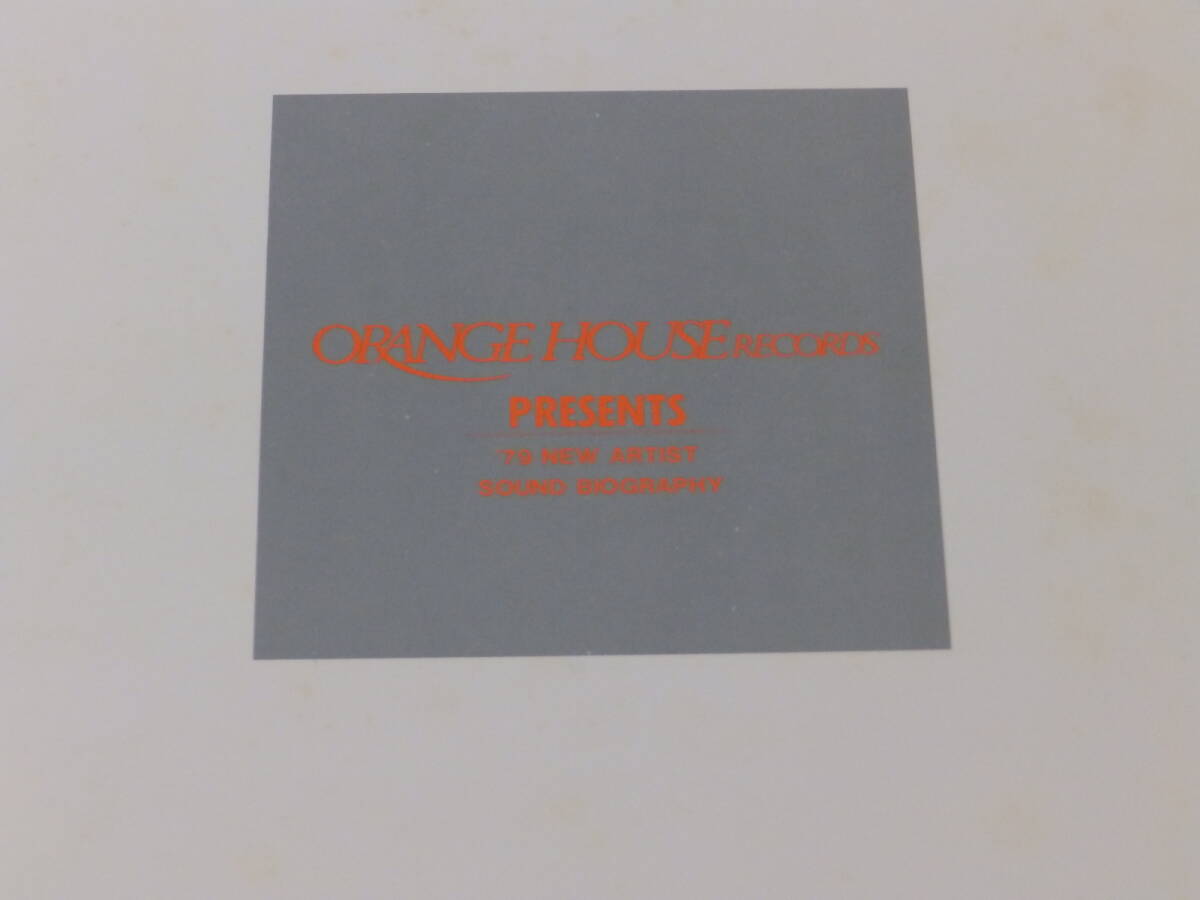 ORANGE HOUSE RECORDS
PRESENTS
'79 NEW ARTIST
SOUND BIOGRAPHY